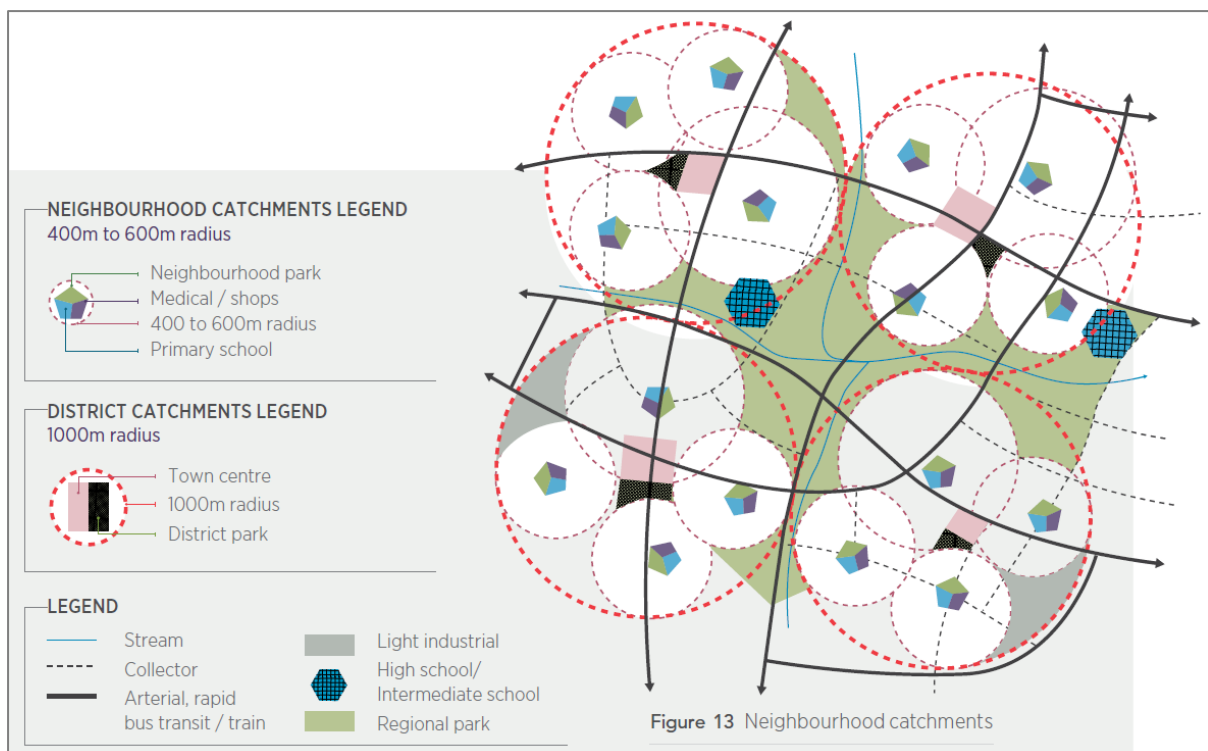 NEIGHBOURHOOD CATCHMENTS LEGEND
400m to 600m radius
Neighbourhood park
Medical / shops
400 to 600m radius
Primary school
DISTRICT CATCHMENTS LEGEND
1000m radius
Town centre
1000m radius
District park
LEGEND
Stream
Collector
Arterial, rapid
bus transit / train
Light industrial
High school/
Intermediate school
Regional park
Figure 13 Neighbourhood catchments